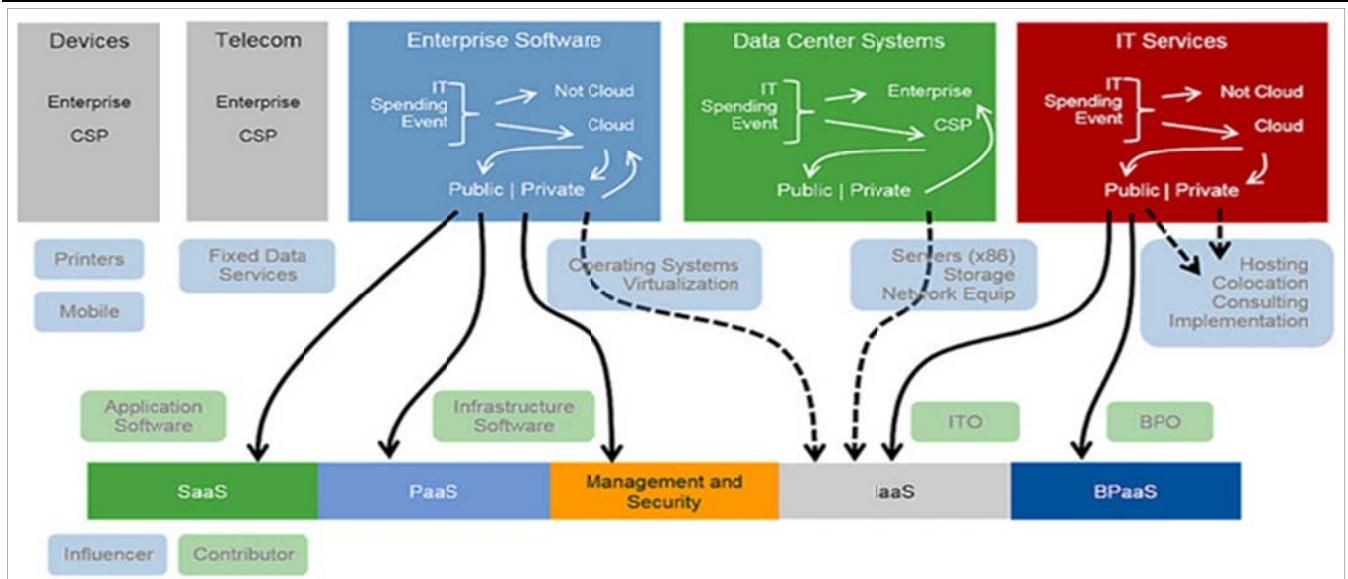 Devices
Enterprise
CSP
Telecom
Enterprise
CSP
Enterprise Software
IT
Spending
Event
Not Cloud
Cloud
Public | Private
Data Center Systems
IT
Spending
Event
Enterprise
CSP
Public | Private
IT Services
IT
Spending
Event
Not Cloud
Cloud
Public | Private
Printers
Mobile
Fixed Data
Services
Operating Systems
Virtualization
Servers (x86)
Storage
Network Equip
Hosting
Colocation
Consulting
Implementation
Application
Software
Infrastructure
Software
ITO
BPO
SaaS
PaaS
Management and
Security
IaaS
BPaaS
Influencer
Contributor